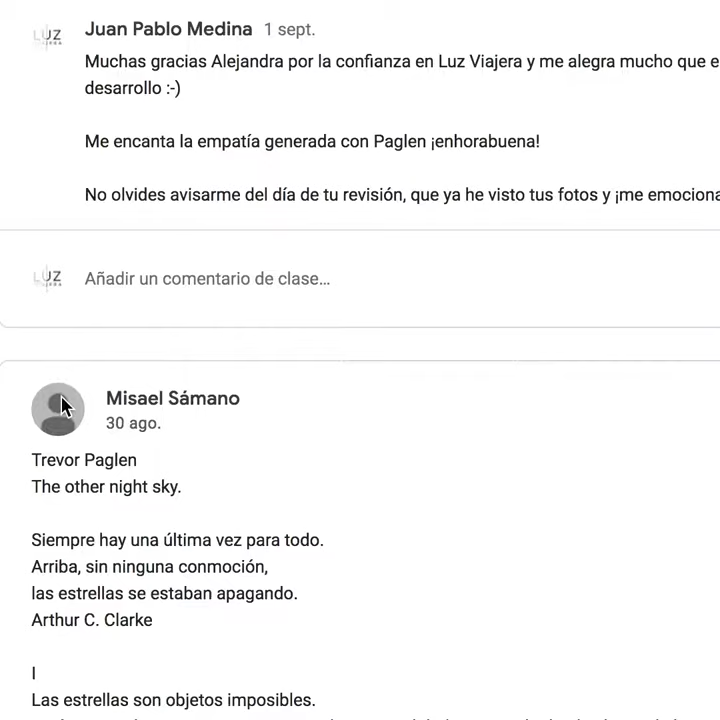 LUZ
Juan Pablo Medina 1 sept.
Muchas gracias Alejandra por la confianza en Luz Viajera y me alegra mucho que e
desarrollo :-)
Me encanta la empatía generada con Paglen ¡enhorabuena!
No olvides avisarme del día de tu revisión, que ya he visto tus fotos y ¡me emociona
LUZ
Añadir un comentario de clase...
Misael Sámano
30 ago.
Trevor Paglen
The other night sky.
Siempre hay una última vez para todo.
Arriba, sin ninguna conmoción,
las estrellas se estaban apagando.
Arthur C. Clarke
I
Las estrellas son objetos imposibles.